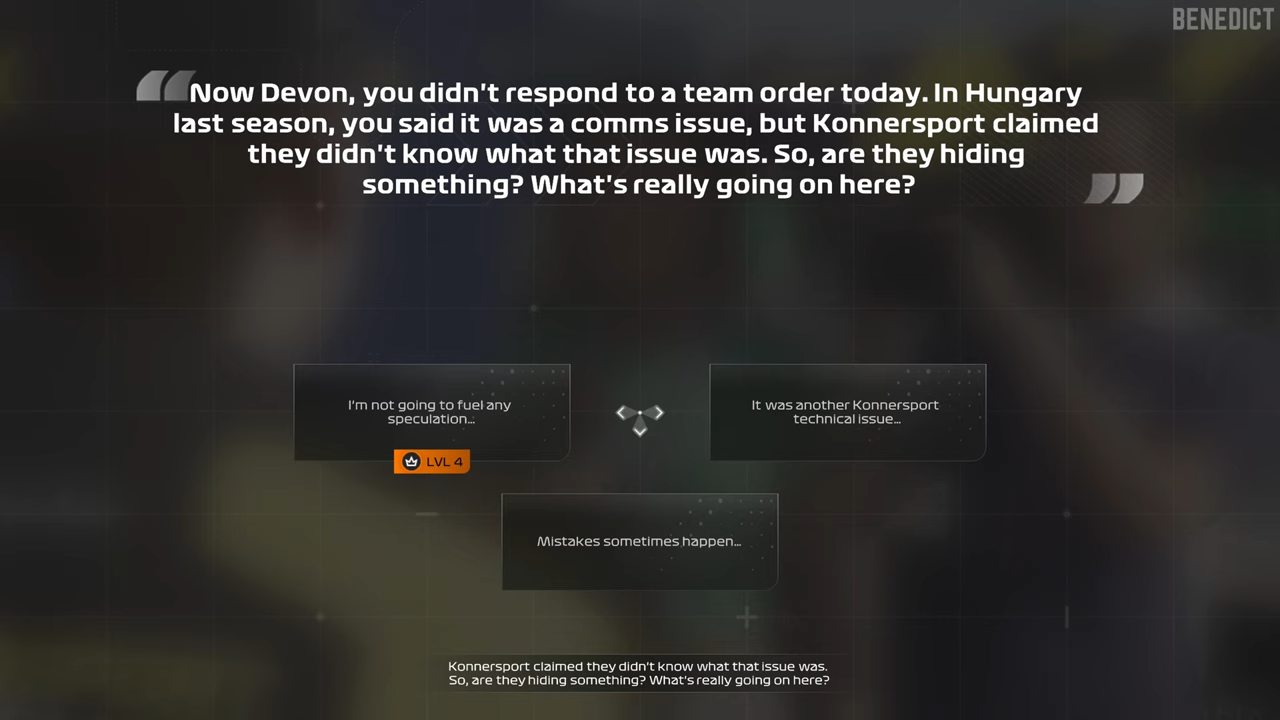 BENEDICT
Now Devon, you didn't respond to a team order today. In Hungary
last season, you said it was a comms issue, but Konnersport claimed
they didn't know what that issue was. So, are they hiding
something? What's really going on here?
I'm not going to fuel any
speculation...
LVL 4
It was another Konnersport
technical issue...
Mistakes sometimes happen...
Konnersport claimed they didn't know what that issue was.
So, are they hiding something? What's really going on here?